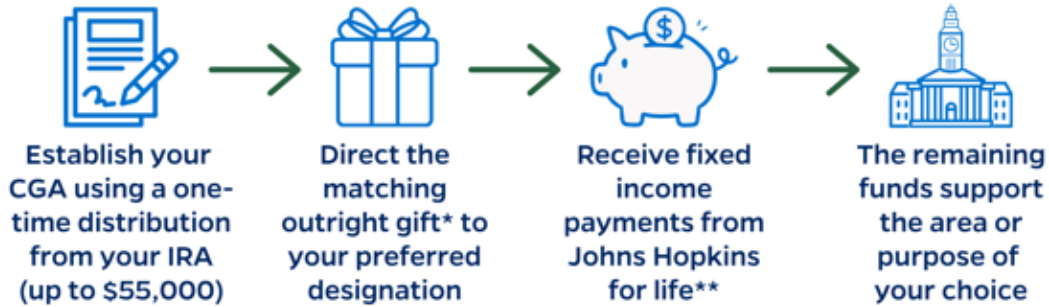 $
Establish your
CGA using a one-
time distribution
from your IRA
(up to $55,000)
Direct the
matching
outright gift* to
your preferred
designation
Receive fixed
income
payments from
Johns Hopkins
for life**
The remaining
funds support
the area or
purpose of
your choice